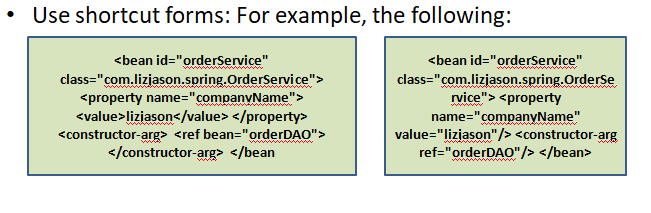 • Use shortcut forms: For example, the following:
<bean id="orderService"
class="com.lizjason.spring.OrderService">
<property name="companyName">
<value>lizjason</value> </property>
<constructor-arg> <ref bean="orderDAO">
</constructor-arg> </bean
<bean id="orderService"
class="com.lizjason.spring.OrderSe
rvice"> <property
name="companyName"
value="lizjason"/> <constructor-arg
ref="orderDAO"/> </bean>